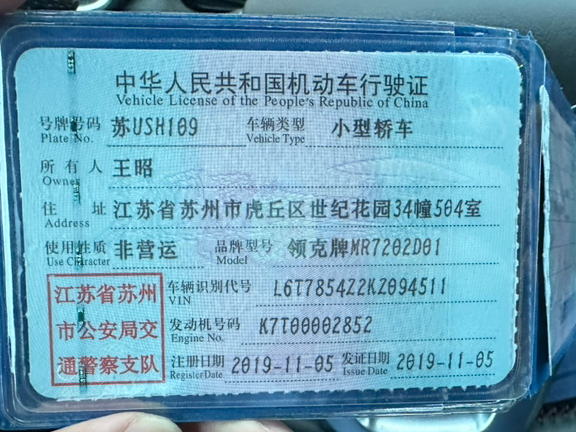 中华人民共和国机动车行驶证
Vehicle License of the People's Republic of China
号牌号码 苏USH109 车辆类型 小型轿车
Plate No. Vehicle Type
所有人 王昭
Owner
住址 江苏省苏州市虎丘区世纪花园34幢504室
Address
使用性质 非营运 品牌型号 领克牌MR7202D01
Use Character Model
江苏省苏州
市公安局交
通警察支队
车辆识别代号 L6T7854Z2KZ094511
VIN
发动机号码 K7T00002852
Engine No.
注册日期 2019-11-05 发证日期 2019-11-05
Register Date Issue Date